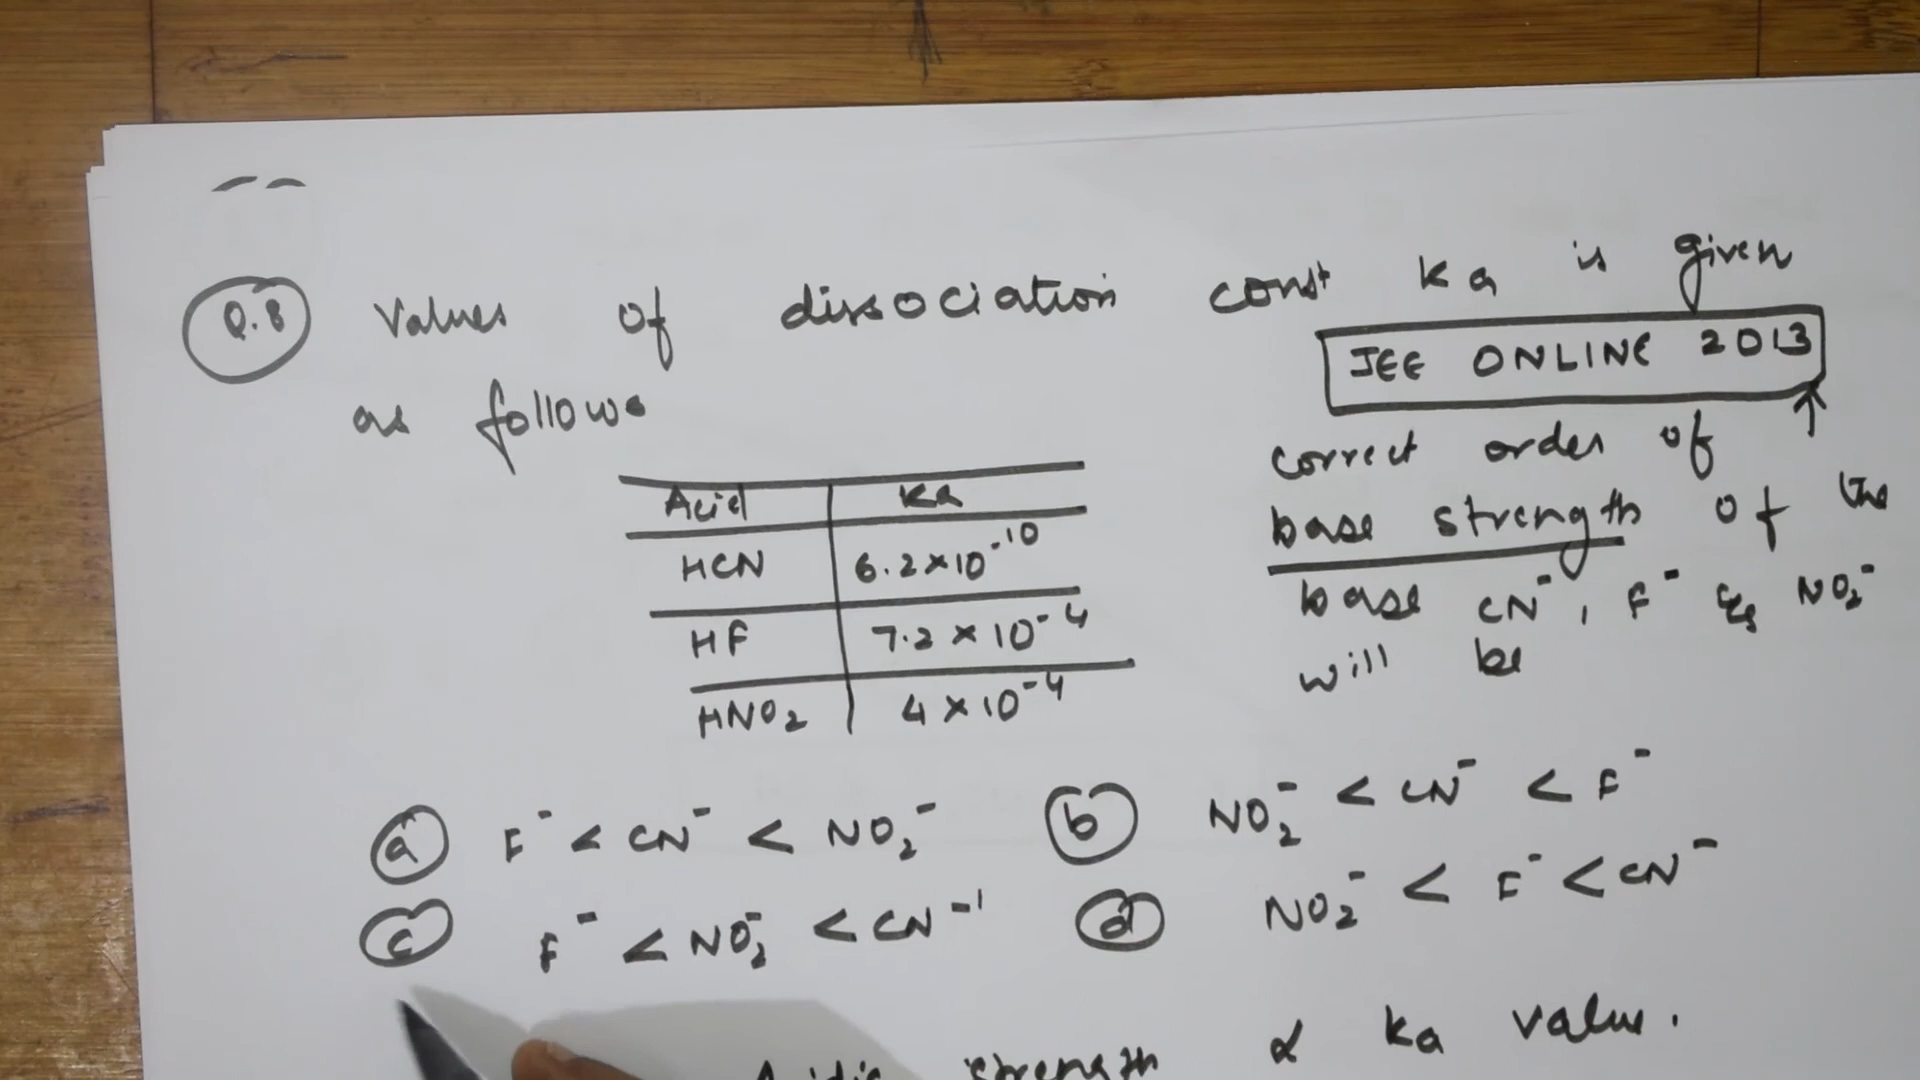 Q.8 Values of dissociation const ka is given
as follows
JEE ONLINE 2013
Acid ka
HCN 6.2×10⁻¹⁰
HF 7.2×10⁻⁴
HNO₂ 4×10⁻⁴
correct order of
base strength of the
base CN⁻, F⁻ & NO₂⁻
will be
a F⁻ < CN⁻ < NO₂⁻
b NO₂⁻ < CN⁻ < F⁻
c F⁻ < NO₂⁻ < CN⁻¹
d NO₂⁻ < F⁻ < CN⁻
Acidic strength α ka value.